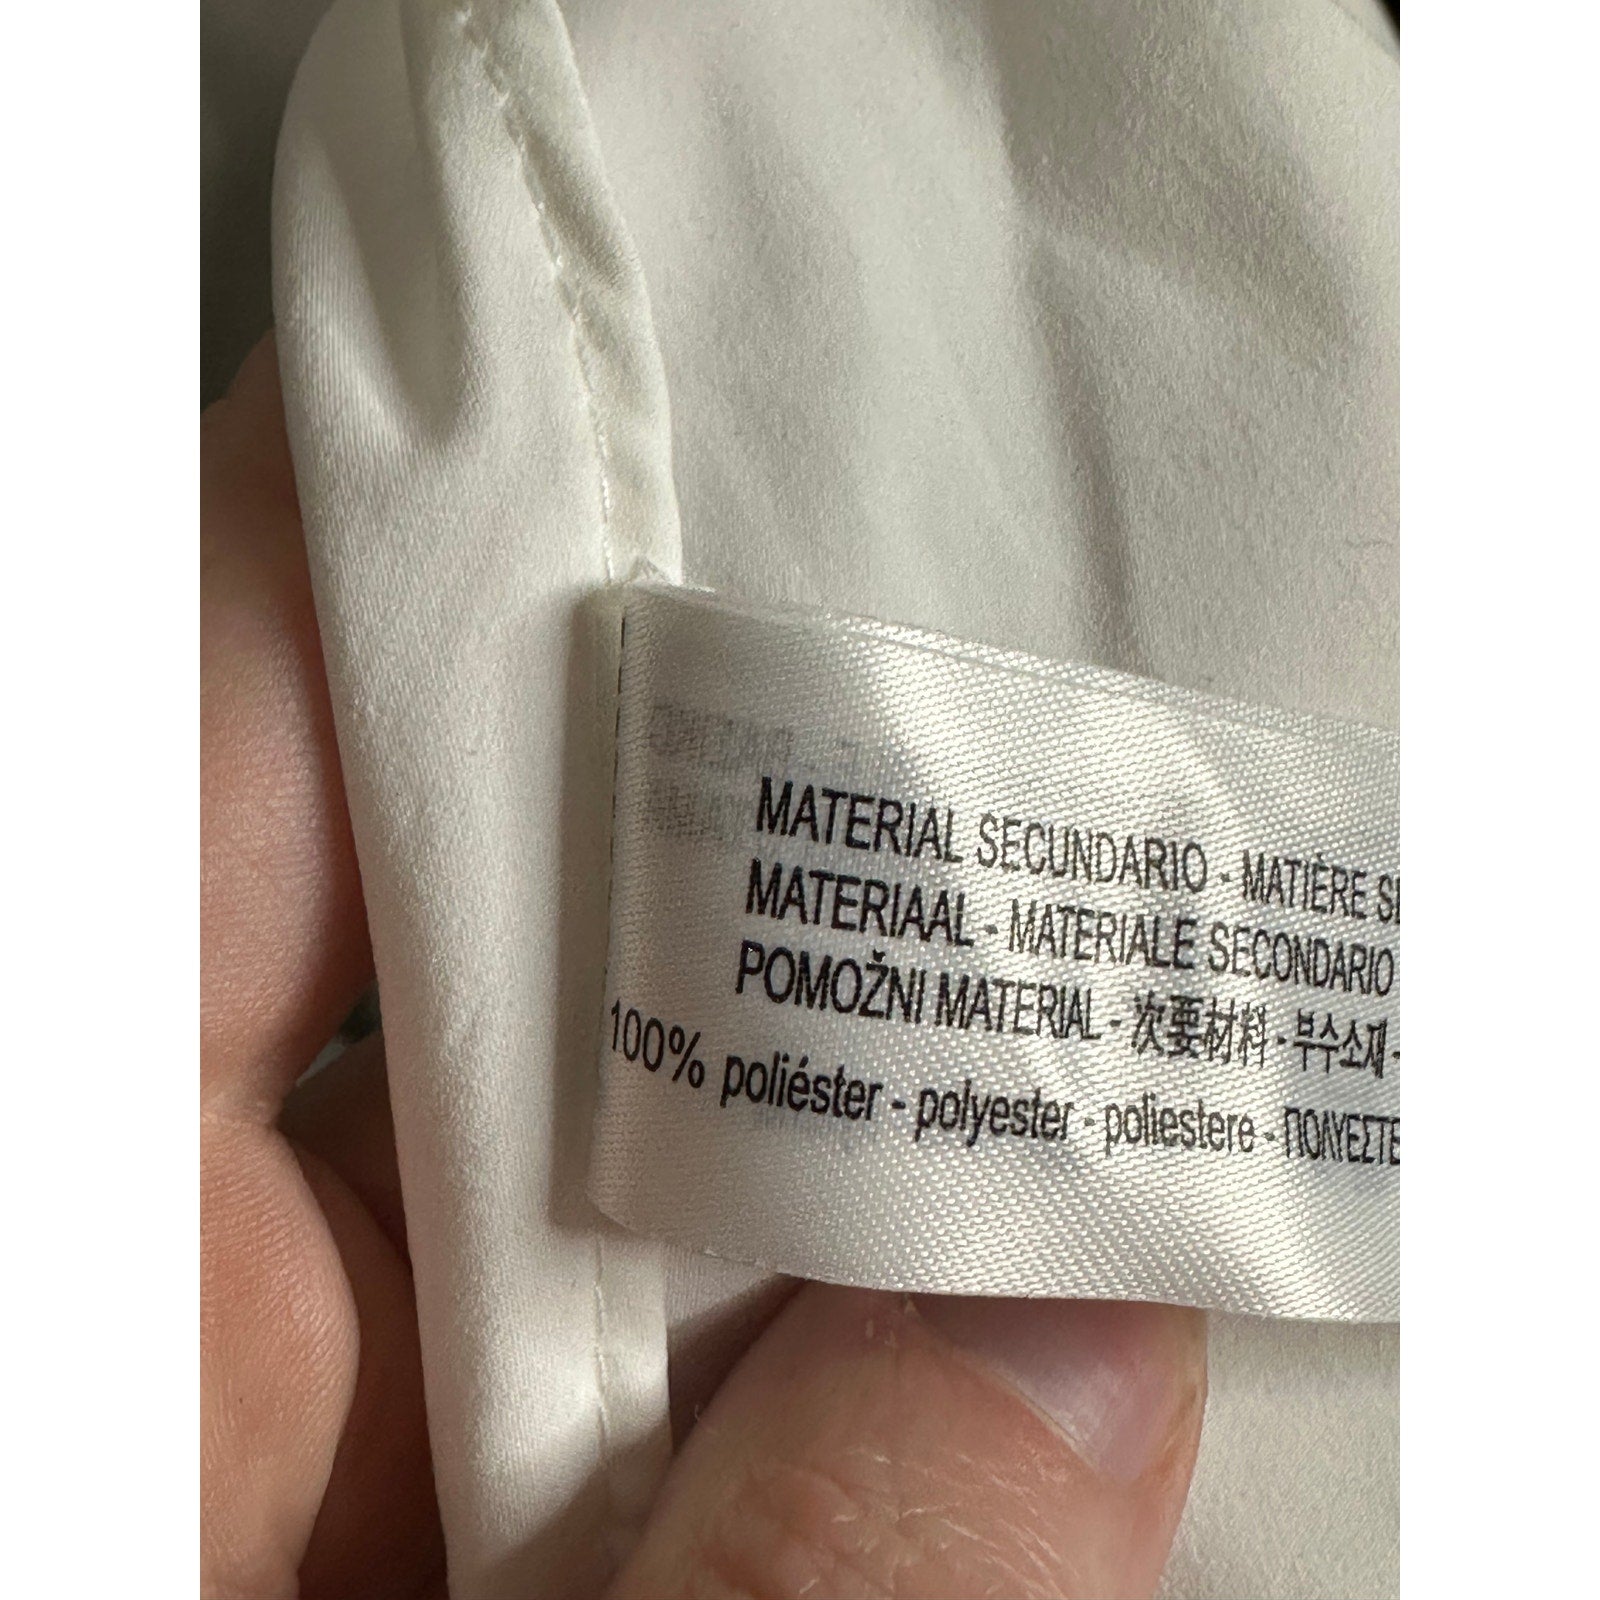 MATERIAL SECUNDARIO - MATIÈRE
MATERIAAL - MATERIALE SECONDARIO
POMOŽNI MATERIAL - 次要材料 - 부수소재 -
100% poliéster - polyester - poliestere - ΠΟΛΥΕΣΤΕ